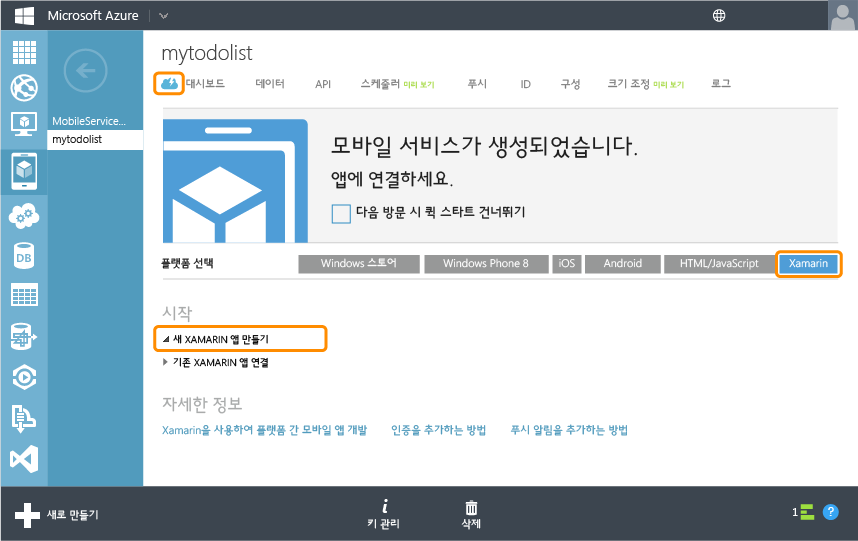 Microsoft Azure
mytodolist
대시보드 데이터 API 스케줄러 미리 보기 푸시 ID 구성 크기 조정 미리 보기 로그
MobileService...
mytodolist
모바일 서비스가 생성되었습니다.
앱에 연결하세요.
다음 방문 시 퀵 스타트 건너뛰기
플랫폼 선택 Windows 스토어 Windows Phone 8 iOS Android HTML/JavaScript Xamarin
시작
새 XAMARIN 앱 만들기
기존 XAMARIN 앱 연결
자세한 정보
Xamarin을 사용하여 플랫폼 간 모바일 앱 개발 인증을 추가하는 방법 푸시 알림을 추가하는 방법
DB
새로 만들기 키 관리 삭제 1 ?